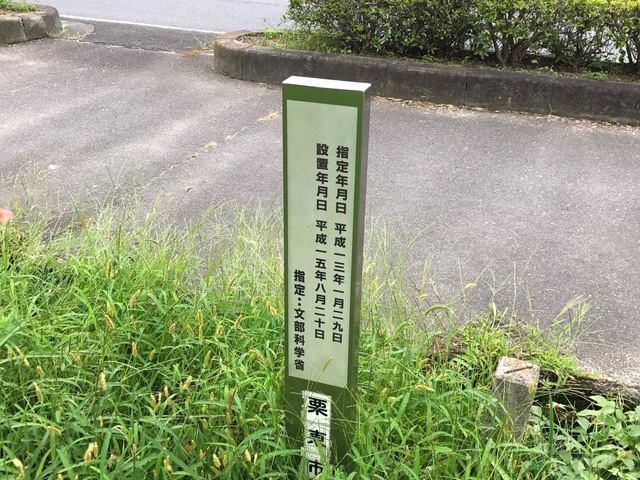 指定年月日 平成一三年一月二九日
設置年月日 平成一五年八月二十日
指定：文部科学省
栗東市